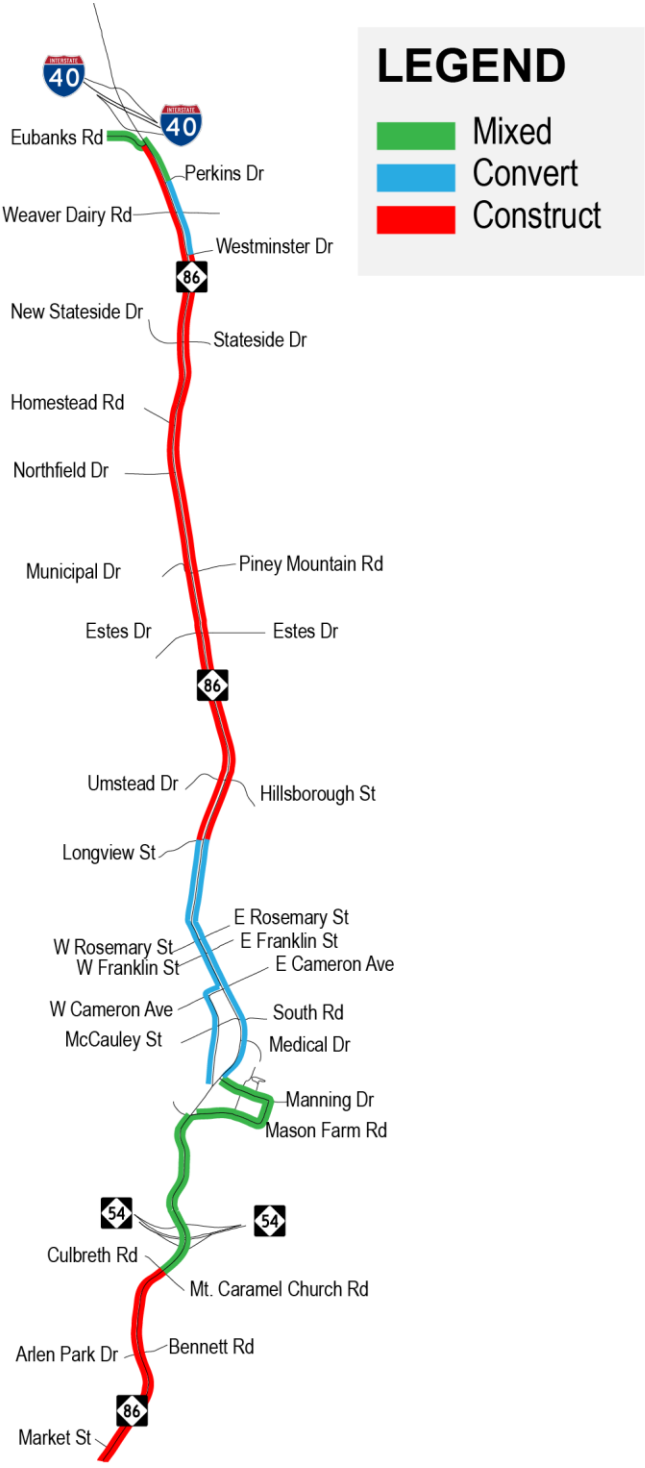 LEGEND
Mixed
Convert
Construct
INTERSTATE
40
INTERSTATE
40
Eubanks Rd
Perkins Dr
Weaver Dairy Rd
Westminster Dr
86
New Stateside Dr
Stateside Dr
Homestead Rd
Northfield Dr
Piney Mountain Rd
Municipal Dr
Estes Dr
Estes Dr
86
Umstead Dr
Hillsborough St
Longview St
E Rosemary St
W Rosemary St
E Franklin St
W Franklin St
E Cameron Ave
W Cameron Ave
South Rd
McCauley St
Medical Dr
Manning Dr
Mason Farm Rd
54
54
Culbreth Rd
Mt. Caramel Church Rd
Bennett Rd
Arlen Park Dr
86
Market St